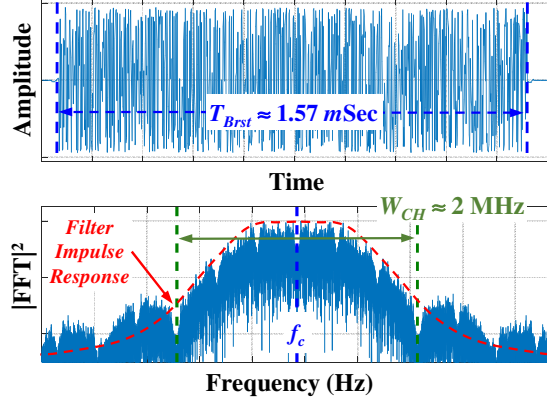 Amplitude
T_Brst ≈ 1.57 mSec
Time
W_CH ≈ 2 MHz
Filter
Impulse
Response
|FFT|²
f_c
Frequency (Hz)